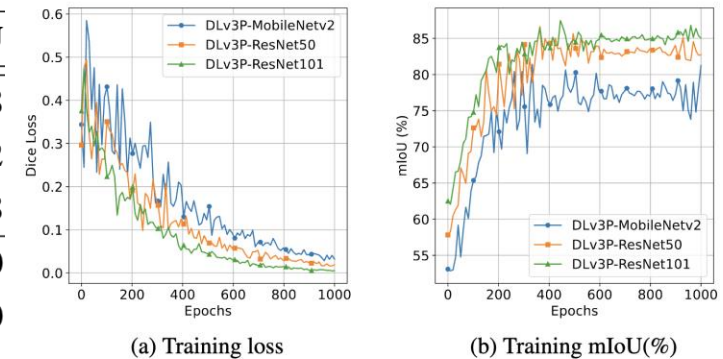 0.6
0.5
0.4
0.3
0.2
0.1
0.0
Dice Loss
DLv3P-MobileNetv2
DLv3P-ResNet50
DLv3P-ResNet101
0 200 400 600 800 1000
Epochs
(a) Training loss
85
80
75
70
65
60
55
mIoU (%)
DLv3P-MobileNetv2
DLv3P-ResNet50
DLv3P-ResNet101
0 200 400 600 800 1000
Epochs
(b) Training mIoU(%)